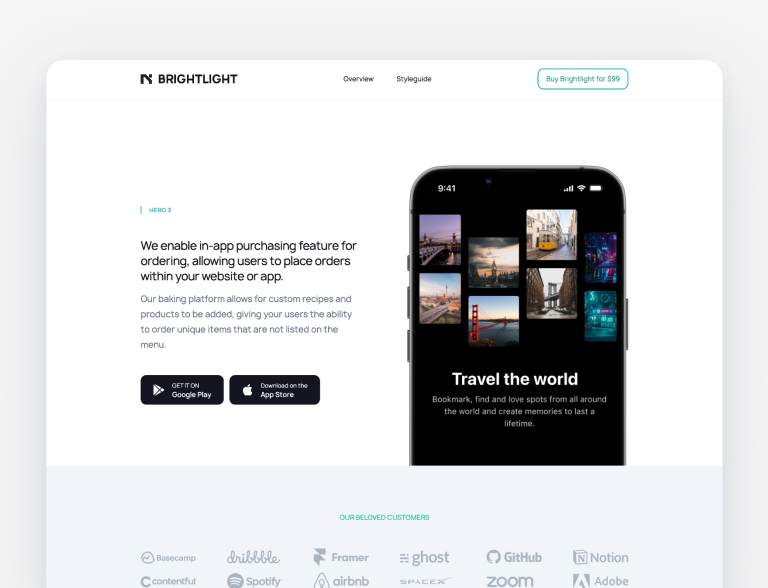 BRIGHTLIGHT
Overview
Styleguide
Buy Brightlight for $99
HERO 3
We enable in-app purchasing feature for
ordering, allowing users to place orders
within your website or app.
Our baking platform allows for custom recipes and
products to be added, giving your users the ability
to order unique items that are not listed on the
menu.
GET IT ON
Google Play
Download on the
App Store
9:41
Travel the world
Bookmark, find and love spots from all around
the world and create memories to last a
lifetime.
OUR BELOVED CUSTOMERS
Basecamp
dribbble
Framer
ghost
GitHub
Notion
contentful
Spotify
airbnb
SPACEX
zoom
Adobe